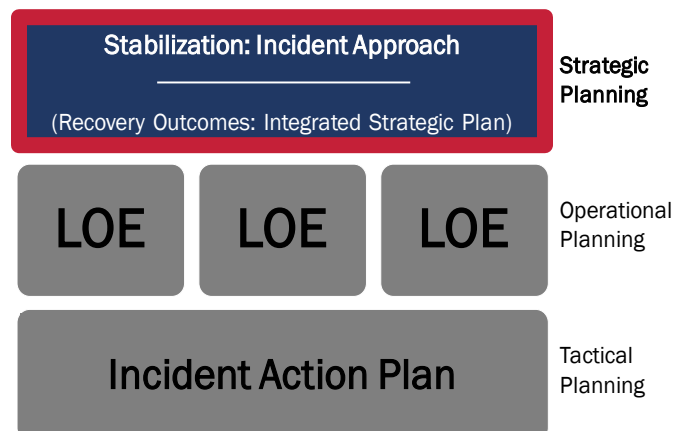 Stabilization: Incident Approach
(Recovery Outcomes: Integrated Strategic Plan)
Strategic
Planning
LOE
LOE
LOE
Operational
Planning
Incident Action Plan
Tactical
Planning